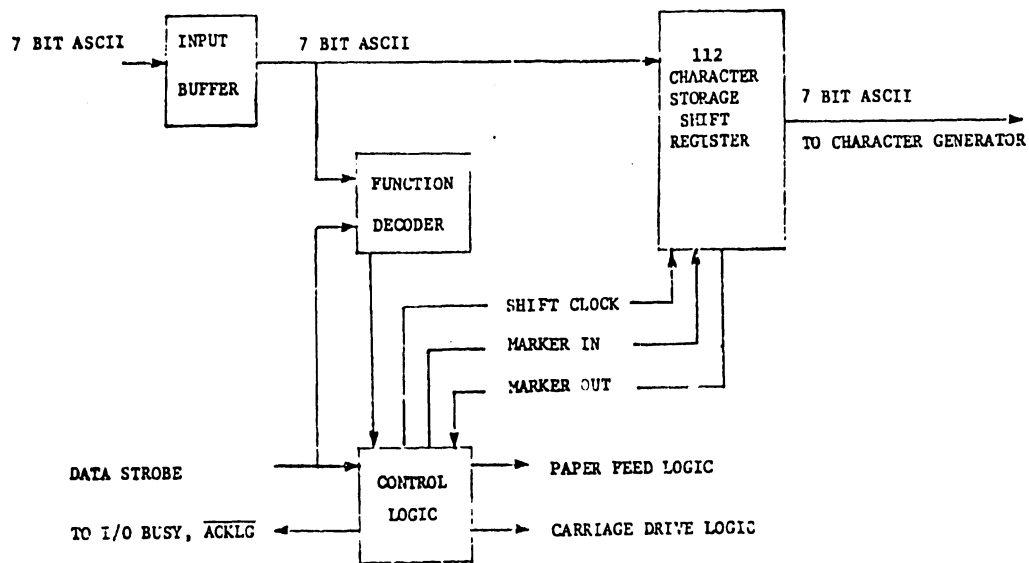 7 BIT ASCII
INPUT
BUFFER
7 BIT ASCII
112
CHARACTER
STORAGE
SHIFT
REGISTER
7 BIT ASCII
TO CHARACTER GENERATOR
FUNCTION
DECODER
SHIFT CLOCK
MARKER IN
MARKER OUT
DATA STROBE
CONTROL
LOGIC
PAPER FEED LOGIC
TO I/O BUSY, ACKLG
CARRIAGE DRIVE LOGIC